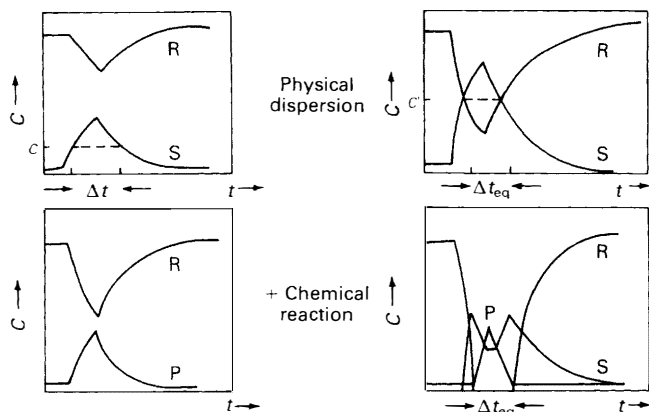 C →
R
C
S
Δt
t →
Physical
dispersion
C →
R
C'
S
Δt_eq
t →
C →
R
P
t →
+ Chemical
reaction
C →
R
P
S
Δt_eq
t →